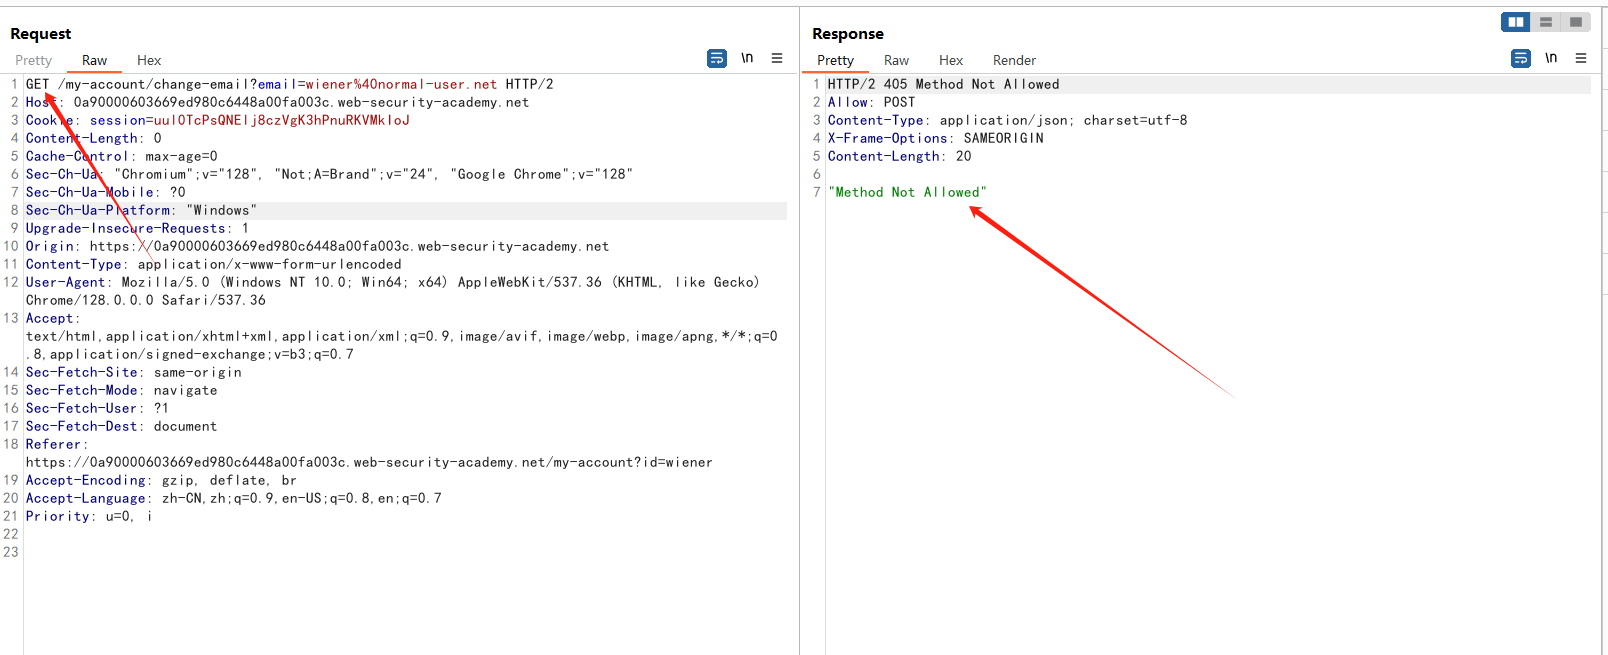 Request
Pretty Raw Hex
\n
1 GET /my-account/change-email?email=wiener%40normal-user.net HTTP/2
2 Host: 0a90000603669ed980c6448a00fa003c.web-security-academy.net
3 Cookie: session=uulOTcPsQNElj8czVgK3hPnuRKVMkloJ
4 Content-Length: 0
5 Cache-Control: max-age=0
6 Sec-Ch-Ua: "Chromium";v="128", "Not;A=Brand";v="24", "Google Chrome";v="128"
7 Sec-Ch-Ua-Mobile: ?0
8 Sec-Ch-Ua-Platform: "Windows"
9 Upgrade-Insecure-Requests: 1
10 Origin: https://0a90000603669ed980c6448a00fa003c.web-security-academy.net
11 Content-Type: application/x-www-form-urlencoded
12 User-Agent: Mozilla/5.0 (Windows NT 10.0; Win64; x64) AppleWebKit/537.36 (KHTML, like Gecko)
Chrome/128.0.0.0 Safari/537.36
13 Accept:
text/html,application/xhtml+xml,application/xml;q=0.9,image/avif,image/webp,image/apng,*/*;q=0
.8,application/signed-exchange;v=b3;q=0.7
14 Sec-Fetch-Site: same-origin
15 Sec-Fetch-Mode: navigate
16 Sec-Fetch-User: ?1
17 Sec-Fetch-Dest: document
18 Referer:
https://0a90000603669ed980c6448a00fa003c.web-security-academy.net/my-account?id=wiener
19 Accept-Encoding: gzip, deflate, br
20 Accept-Language: zh-CN,zh;q=0.9,en-US;q=0.8,en;q=0.7
21 Priority: u=0, i
22
23
Response
Pretty Raw Hex Render
\n
1 HTTP/2 405 Method Not Allowed
2 Allow: POST
3 Content-Type: application/json; charset=utf-8
4 X-Frame-Options: SAMEORIGIN
5 Content-Length: 20
6
7 "Method Not Allowed"